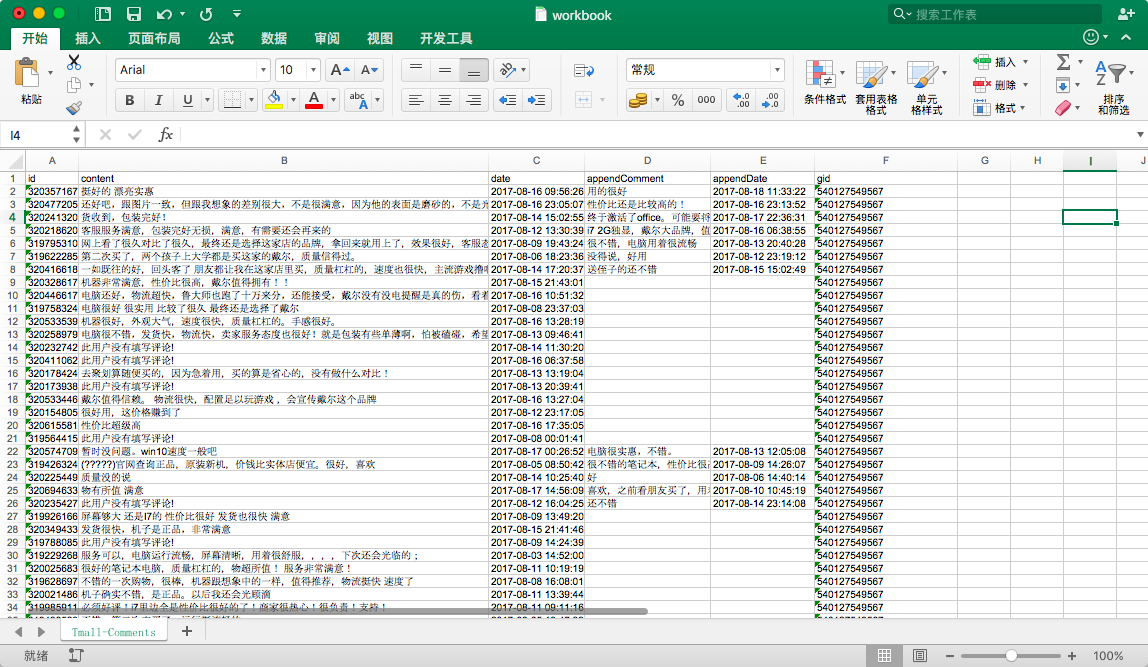 workbook
搜索工作表
开始 插入 页面布局 公式 数据 审阅 视图 开发工具
粘贴 Arial 10 常规 条件格式 套用表格格式 单元格样式 插入 删除 格式 排序和筛选
B I U A abc A % 000
I4 fx
A B C D E F G H I J
1 id content date appendComment appendDate gid
2 320357167 挺好的 漂亮实惠 2017-08-16 09:56:26 用的很好 2017-08-18 11:33:22 540127549567
3 320477205 还好吧，跟图片一致，但跟我想象的差别很大，不是很满意，因为他的表面是磨砂的，不是光 2017-08-16 23:05:07 性价比还是比较高的！ 2017-08-16 23:13:52 540127549567
4 320241320 货收到，包装完好！ 2017-08-14 15:02:55 终于激活了office。可能要将 2017-08-17 22:36:31 540127549567
5 320218620 客服服务满意，包装完好无损，满意，有需要还会再来的 2017-08-12 13:30:39 i7 2G独显，戴尔大品牌，值 2017-08-16 06:38:55 540127549567
6 319795310 网上看了很久对比了很久，最终还是选择这家店的品牌，拿回来就用上了，效果很好，客服态 2017-08-09 19:43:24 很不错，电脑用着很流畅 2017-08-13 20:40:28 540127549567
7 319622285 第二次买了，两个孩子上大学都是买这家的戴尔，质量信得过。 2017-08-06 18:23:36 没得说，好用 2017-08-12 23:19:12 540127549567
8 320416618 一如既往的好，回头客了 朋友都让我在这家店里买，质量杠杠的，速度也很快，主流游戏撸啊 2017-08-14 17:20:37 送侄子的还不错 2017-08-15 15:02:49 540127549567
9 320328617 机器非常满意，性价比很高，戴尔值得拥有！！ 2017-08-15 21:43:01 540127549567
10 320446617 电脑还好，物流超快，鲁大师也跑了十万来分，还能接受，戴尔没有没电提醒是真的伤，看着 2017-08-16 10:51:32 540127549567
11 319758324 电脑很好 很实用 比较了很久 最终还是选择了戴尔 2017-08-08 23:37:03 540127549567
12 320533539 机器很好，外观大气，速度很快，质量杠杠的。手感很好。 2017-08-16 13:28:19 540127549567
13 320258979 电脑很不错，发货快，物流快，卖家服务态度也很好！就是包装有些单薄啊，怕被磕碰，希望 2017-08-13 09:46:41 540127549567
14 320232742 此用户没有填写评论! 2017-08-14 11:30:20 540127549567
15 320411062 此用户没有填写评论! 2017-08-16 06:37:58 540127549567
16 320178424 去聚划算随便买的，因为急着用，买的算是省心的，没有做什么对比！ 2017-08-13 13:19:04 540127549567
17 320173938 此用户没有填写评论! 2017-08-13 20:39:41 540127549567
18 320533446 戴尔值得信赖。 物流很快，配置足以玩游戏 ，会宣传戴尔这个品牌 2017-08-16 13:27:04 540127549567
19 320154805 很好用，这价格赚到了 2017-08-12 23:17:05 540127549567
20 320615581 性价比超级高 2017-08-16 17:35:05 540127549567
21 319564415 此用户没有填写评论! 2017-08-08 00:01:41 540127549567
22 320574709 暂时没问题。win10速度一般吧 2017-08-17 00:26:52 电脑很实惠，不错。 2017-08-13 12:05:08 540127549567
23 319426324 (?????)官网查询正品，原装新机，价钱比实体店便宜。很好，喜欢 2017-08-05 08:50:42 很不错的笔记本，性价比很高 2017-08-09 14:26:07 540127549567
24 320225449 质量没的说 2017-08-14 10:25:40 好 2017-08-06 14:40:14 540127549567
25 320694633 物有所值 满意 2017-08-17 14:56:09 喜欢，之前看朋友买了，用 2017-08-10 10:45:19 540127549567
26 320235427 此用户没有填写评论! 2017-08-12 16:04:25 还不错 2017-08-14 23:14:08 540127549567
27 319926166 屏幕够大 还是I7的 性价比很好 发货也很快 满意 2017-08-09 13:49:20 540127549567
28 320349433 发货很快，机子是正品，非常满意 2017-08-15 21:41:46 540127549567
29 319788085 此用户没有填写评论! 2017-08-09 14:24:39 540127549567
30 319229268 服务可以，电脑运行流畅，屏幕清晰，用着很舒服，，，，下次还会光临的； 2017-08-03 14:52:00 540127549567
31 320025683 很好的笔记本电脑，质量杠杠的，物超所值！ 服务非常满意！ 2017-08-11 10:19:19 540127549567
32 319628697 不错的一次购物，很棒，机器跟想象中的一样，值得推荐，物流挺快 速度了 2017-08-08 16:08:01 540127549567
33 320021486 机子确实不错，是正品。以后我还会光顾滴 2017-08-11 13:39:44 540127549567
34 319985911 必须好评！i7里边全是性价比很好的了！商家很热心！很负责！支持！ 2017-08-11 09:11:16 540127549567
Tmall-Comments +
就绪 100%